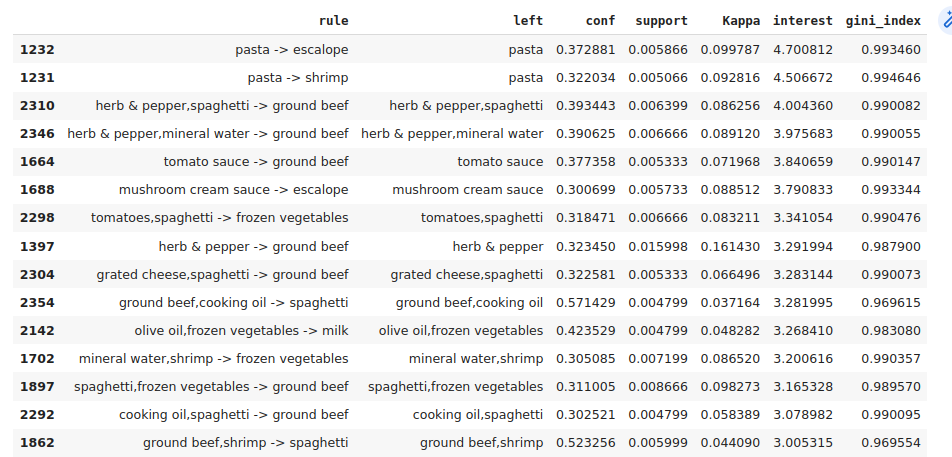 rule left conf support Kappa interest gini_index
1232 pasta -> escalope pasta 0.372881 0.005866 0.099787 4.700812 0.993460
1231 pasta -> shrimp pasta 0.322034 0.005066 0.092816 4.506672 0.994646
2310 herb & pepper,spaghetti -> ground beef herb & pepper,spaghetti 0.393443 0.006399 0.086256 4.004360 0.990082
2346 herb & pepper,mineral water -> ground beef herb & pepper,mineral water 0.390625 0.006666 0.089120 3.975683 0.990055
1664 tomato sauce -> ground beef tomato sauce 0.377358 0.005333 0.071968 3.840659 0.990147
1688 mushroom cream sauce -> escalope mushroom cream sauce 0.300699 0.005733 0.088512 3.790833 0.993344
2298 tomatoes,spaghetti -> frozen vegetables tomatoes,spaghetti 0.318471 0.006666 0.083211 3.341054 0.990476
1397 herb & pepper -> ground beef herb & pepper 0.323450 0.015998 0.161430 3.291994 0.987900
2304 grated cheese,spaghetti -> ground beef grated cheese,spaghetti 0.322581 0.005333 0.066496 3.283144 0.990073
2354 ground beef,cooking oil -> spaghetti ground beef,cooking oil 0.571429 0.004799 0.037164 3.281995 0.969615
2142 olive oil,frozen vegetables -> milk olive oil,frozen vegetables 0.423529 0.004799 0.048282 3.268410 0.983080
1702 mineral water,shrimp -> frozen vegetables mineral water,shrimp 0.305085 0.007199 0.086520 3.200616 0.990357
1897 spaghetti,frozen vegetables -> ground beef spaghetti,frozen vegetables 0.311005 0.008666 0.098273 3.165328 0.989570
2292 cooking oil,spaghetti -> ground beef cooking oil,spaghetti 0.302521 0.004799 0.058389 3.078982 0.990095
1862 ground beef,shrimp -> spaghetti ground beef,shrimp 0.523256 0.005999 0.044090 3.005315 0.969554